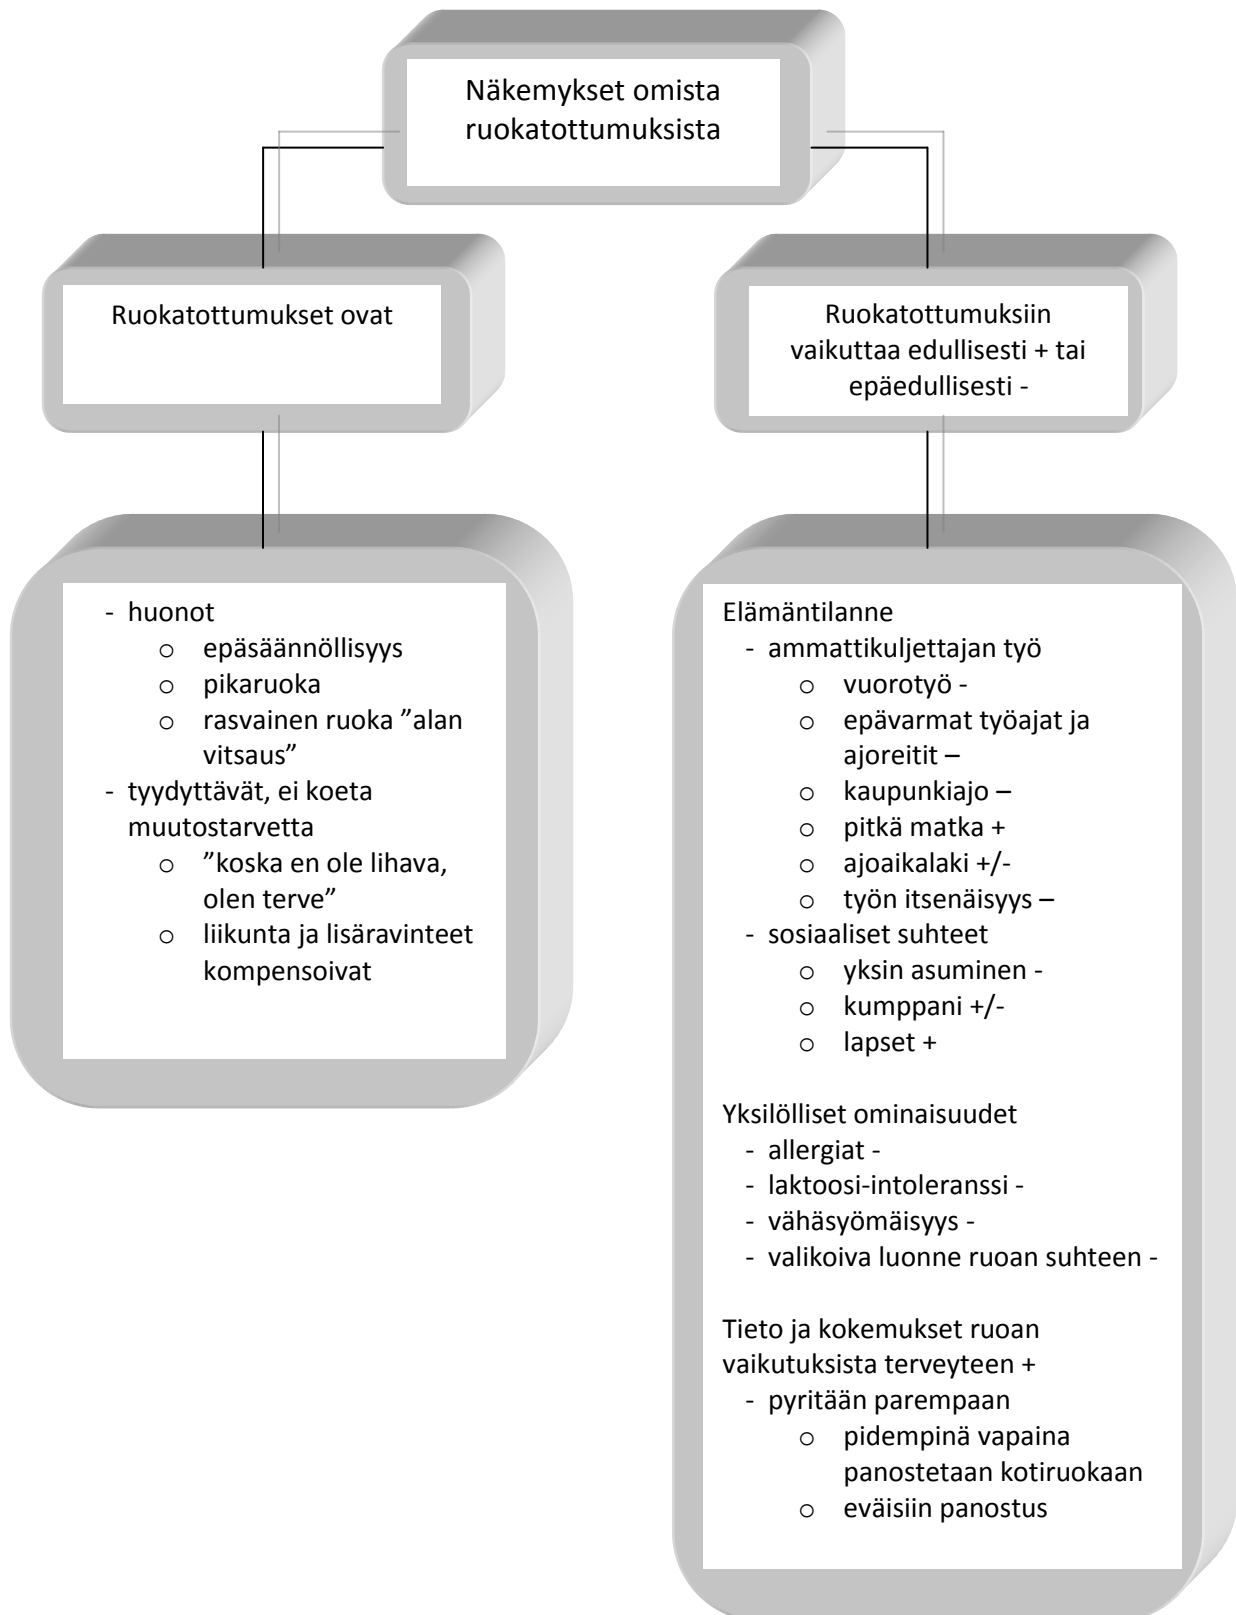 Näkemykset omista
ruokatottumuksista
Ruokatottumukset ovat
Ruokatottumuksiin
vaikuttaa edullisesti + tai
epäedullisesti -
- huonot
o epäsäännöllisyys
o pikaruoka
o rasvainen ruoka ”alan
vitsaus”
- tyydyttävät, ei koeta
muutostarvetta
o ”koska en ole lihava,
olen terve”
o liikunta ja lisäravinteet
kompensoivat
Elämäntilanne
- ammattikuljettajan työ
o vuorotyö -
o epävarmat työajat ja
ajoreitit –
o kaupunkiajo –
o pitkä matka +
o ajoaikalaki +/-
o työn itsenäisyys –
- sosiaaliset suhteet
o yksin asuminen -
o kumppani +/-
o lapset +
Yksilölliset ominaisuudet
- allergiat -
- laktoosi-intoleranssi -
- vähäsyömäisyys -
- valikoiva luonne ruoan suhteen -
Tieto ja kokemukset ruoan
vaikutuksista terveyteen +
- pyritään parempaan
o pidempinä vapaina
panostetaan kotiruokaan
o eväisiin panostus